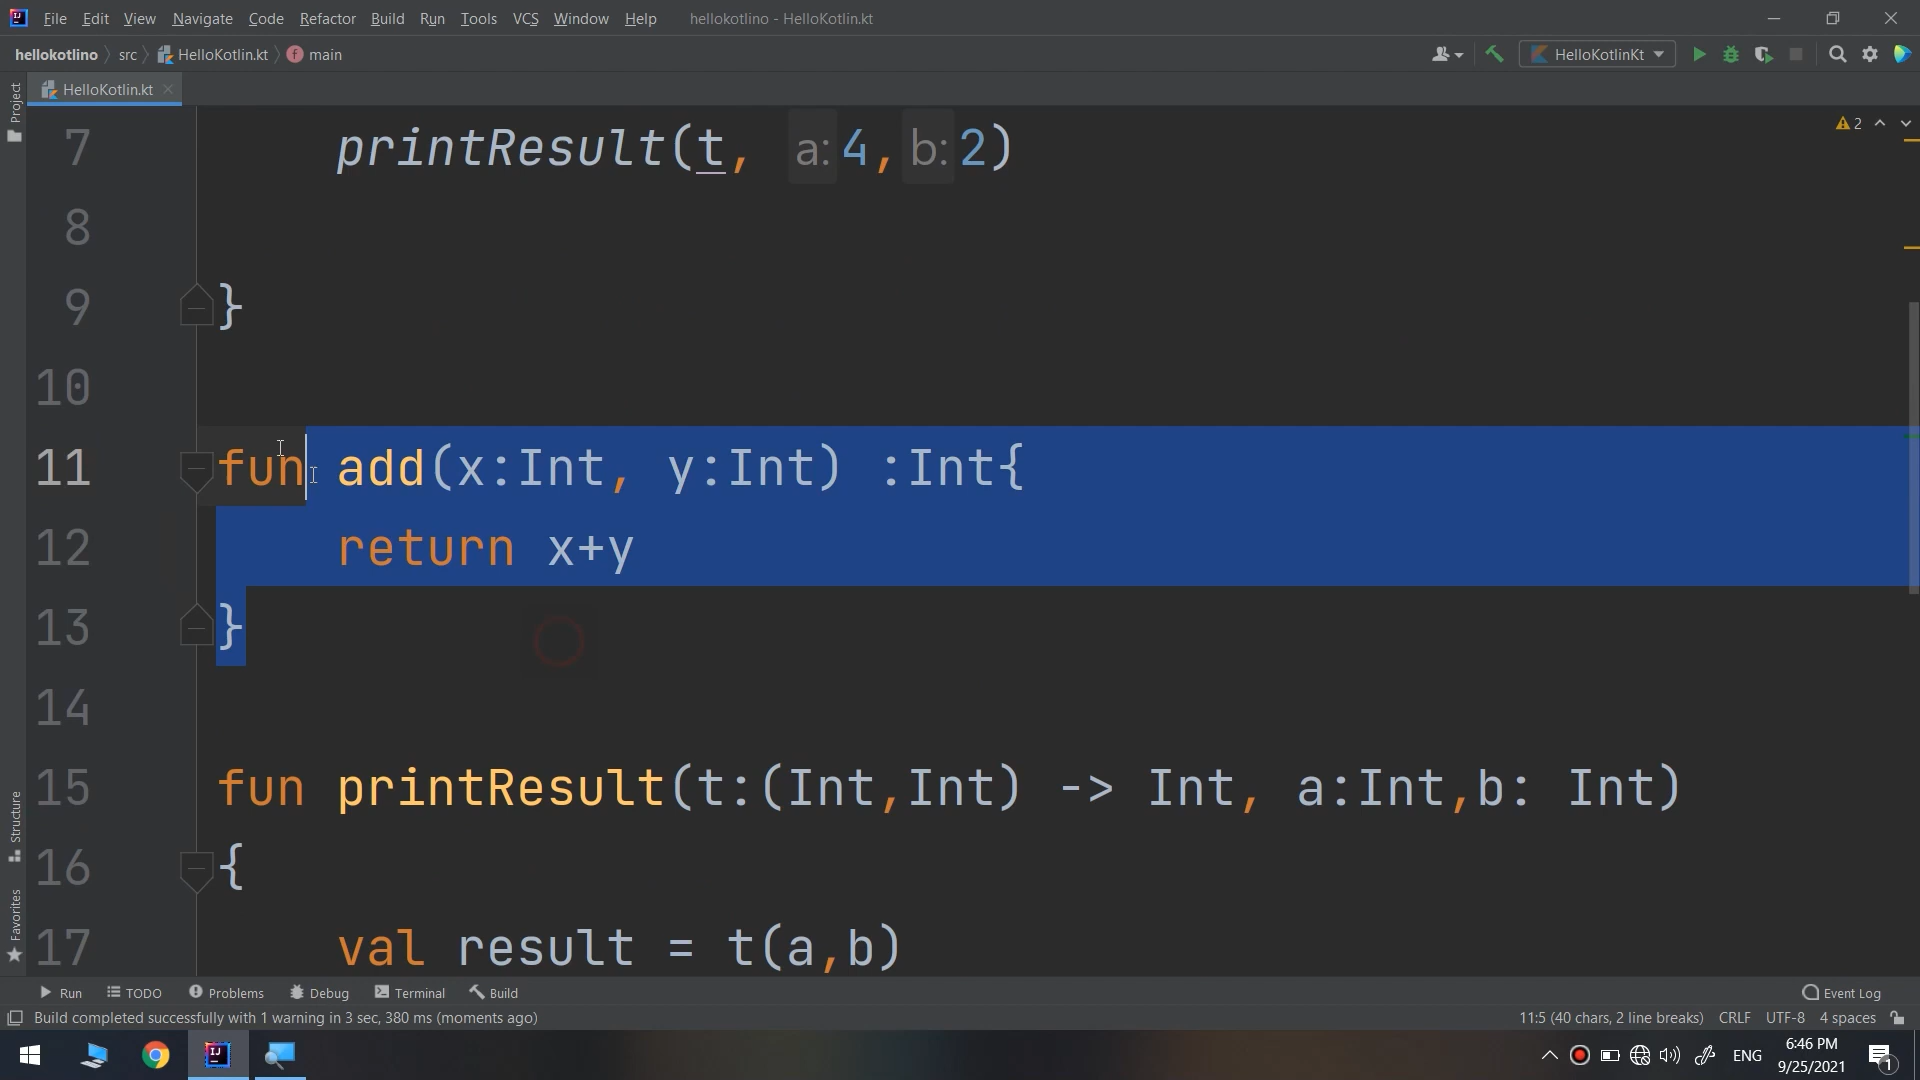 File Edit View Navigate Code Refactor Build Run Tools VCS Window Help hellokotlino - HelloKotlin.kt
hellokotlino src HelloKotlin.kt main HelloKotlinKt
HelloKotlin.kt
Project
2
7 printResult(t, a: 4, b: 2)
8
9 }
10
11 fun add(x:Int, y:Int) :Int{
12 return x+y
13 }
14
15 fun printResult(t:(Int,Int) -> Int, a:Int,b: Int)
16 {
17 val result = t(a,b)
Structure
Favorites
Run TODO Problems Debug Terminal Build Event Log
Build completed successfully with 1 warning in 3 sec, 380 ms (moments ago) 11:5 (40 chars, 2 line breaks) CRLF UTF-8 4 spaces
ENG 6:46 PM
9/25/2021 1